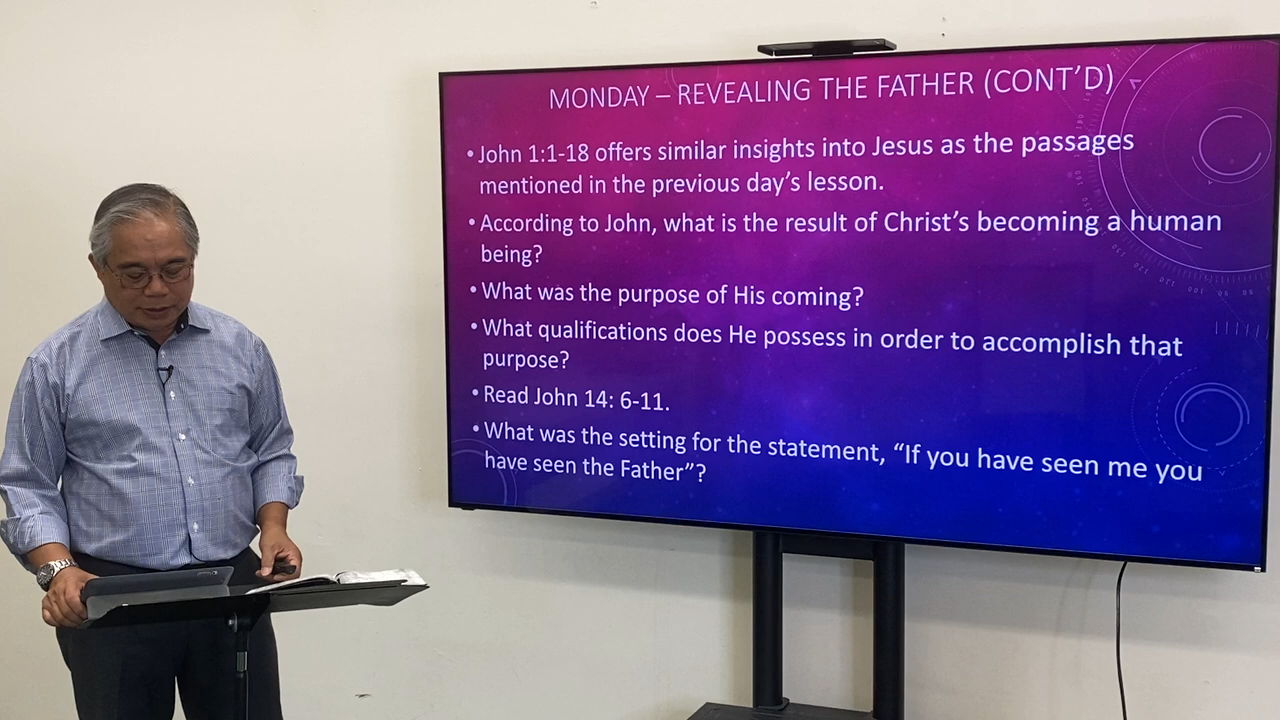 MONDAY – REVEALING THE FATHER (CONT'D)
• John 1:1-18 offers similar insights into Jesus as the passages
mentioned in the previous day's lesson.
• According to John, what is the result of Christ's becoming a human
being?
• What was the purpose of His coming?
• What qualifications does He possess in order to accomplish that
purpose?
• Read John 14: 6-11.
• What was the setting for the statement, “If you have seen me you
have seen the Father”?